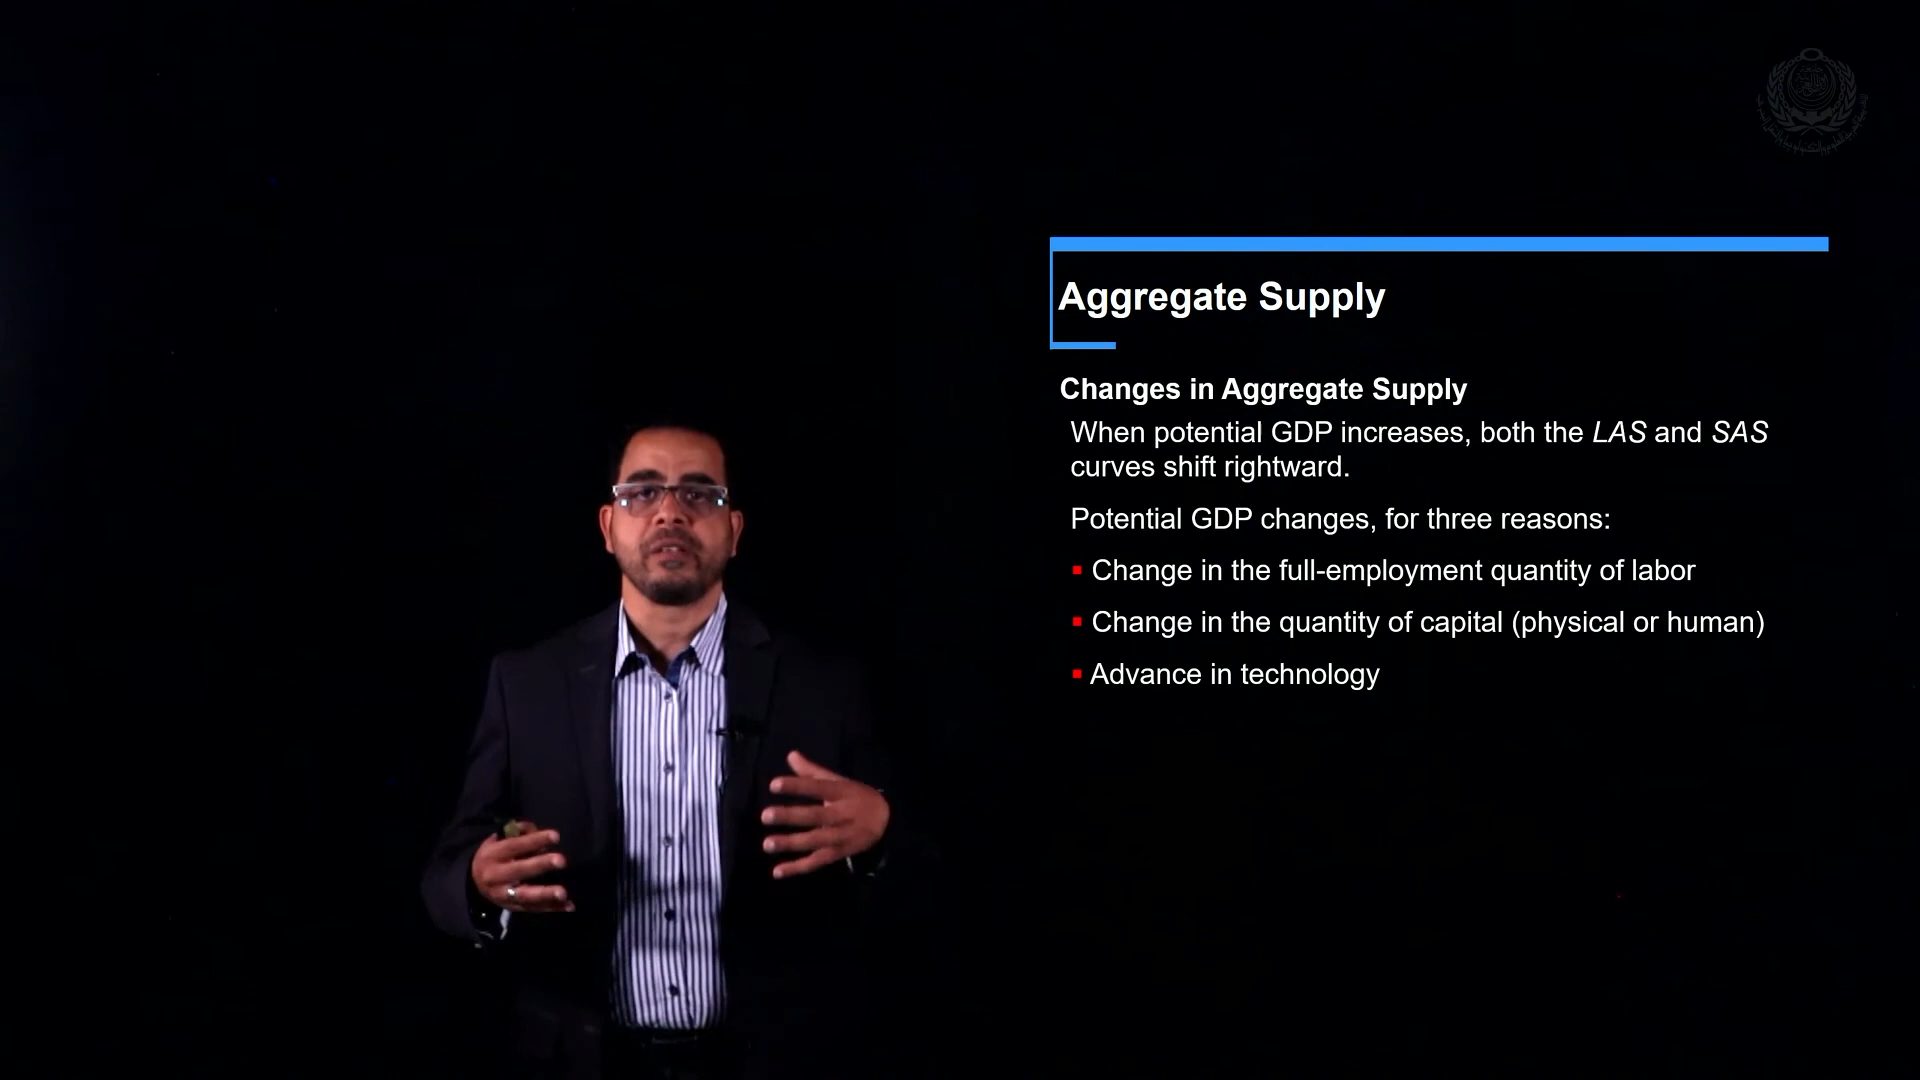 Aggregate Supply
Changes in Aggregate Supply
When potential GDP increases, both the LAS and SAS
curves shift rightward.
Potential GDP changes, for three reasons:
▪ Change in the full-employment quantity of labor
▪ Change in the quantity of capital (physical or human)
▪ Advance in technology